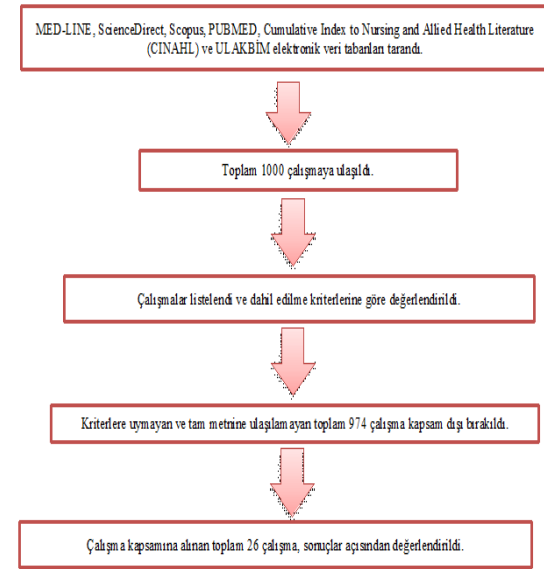 MED-LINE, ScienceDirect, Scopus, PUBMED, Cumulative Index to Nursing and Allied Health Literature
(CINAHL) ve ULAKBİM elektronik veri tabanları tarandı.
Toplam 1000 çalışmaya ulaşıldı.
Çalışmalar listelendi ve dahil edilme kriterlerine göre değerlendirildi.
Kriterlere uymayan ve tam metnine ulaşılamayan toplam 974 çalışma kapsam dışı bırakıldı.
Çalışma kapsamına alınan toplam 26 çalışma, sonuçlar açısından değerlendirildi.